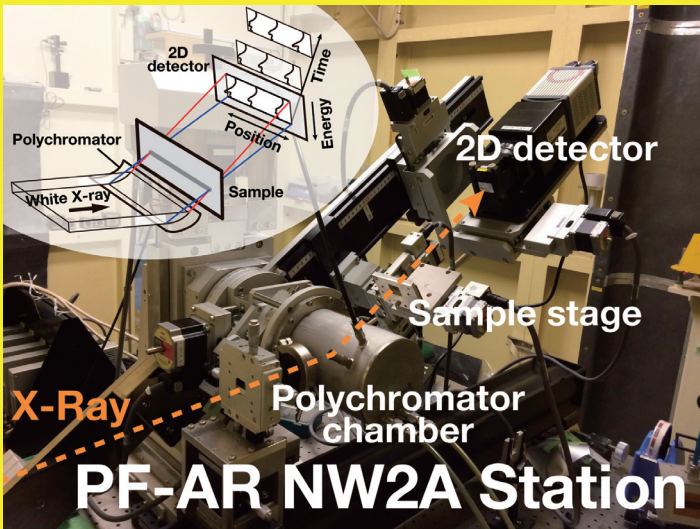 2D
detector
Time
Energy
Position
Polychromator
Sample
White X-ray
2D detector
Sample stage
X-Ray
Polychromator
chamber
PF-AR NW2A Station